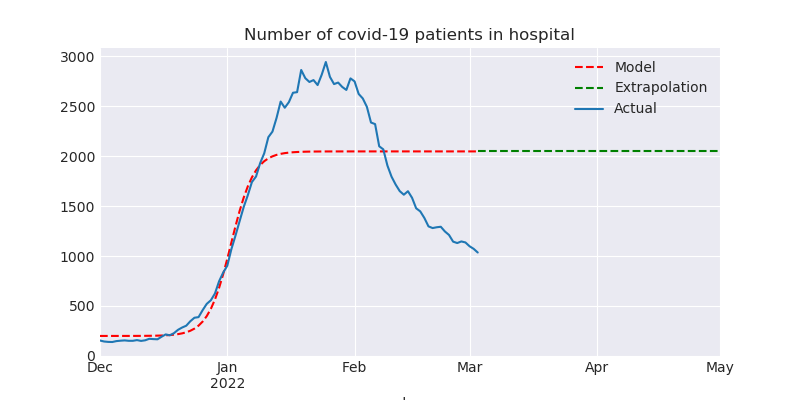 Number of covid-19 patients in hospital
3000
2500
2000
1500
1000
500
0
Model
Extrapolation
Actual
Dec
Jan
2022
Feb
Mar
Apr
May